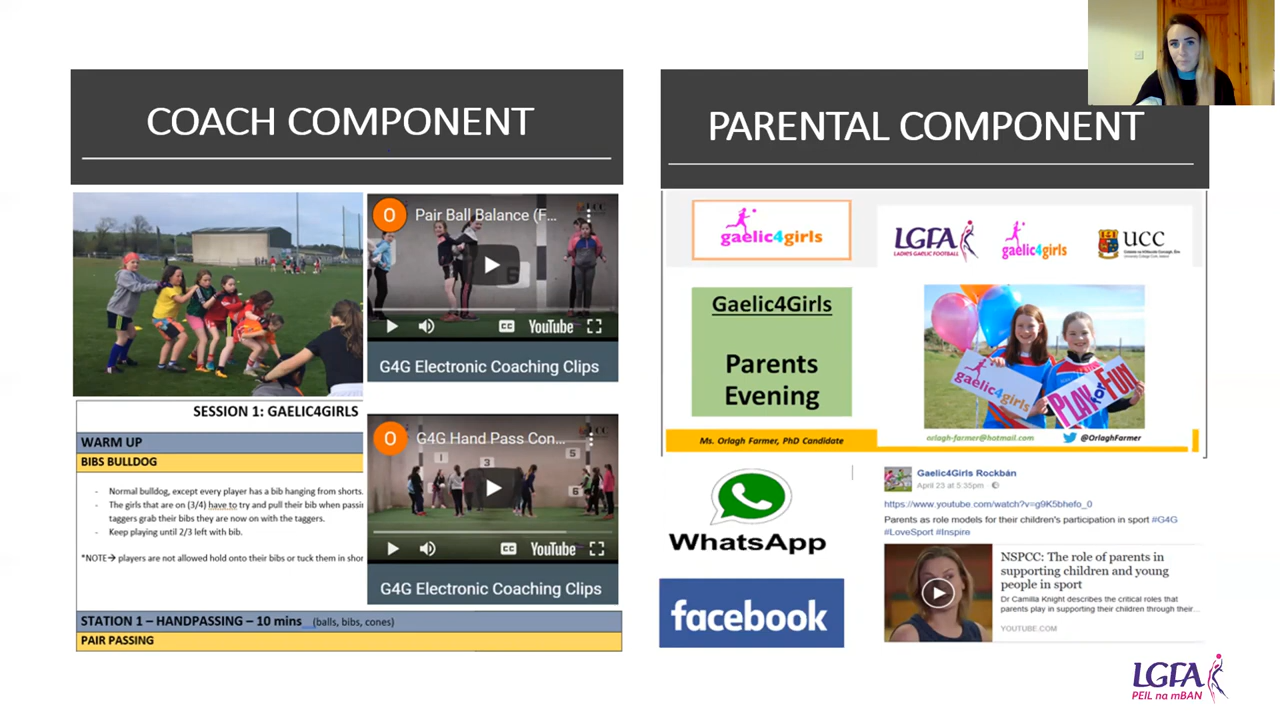 COACH COMPONENT
Pair Ball Balance (F...
YouTube
G4G Electronic Coaching Clips
SESSION 1: GAELIC4GIRLS
WARM UP
BIBS BULLDOG
- Normal bulldog, except every player has a bib hanging from shorts.
- The girls that are on (3/4) have to try and pull their bib when passi
taggers grab their bibs they are now on with the taggers.
- Keep playing until 2/3 left with bib.
*NOTE→ players are not allowed hold onto their bibs or tuck them in shor
G4G Hand Pass Con...
YouTube
G4G Electronic Coaching Clips
STATION 1 – HANDPASSING – 10 mins (balls, bibs, cones)
PAIR PASSING
PARENTAL COMPONENT
gaelic4girls
LGFA
LADIES GAELIC FOOTBALL
gaelic4girls
UCC
Gaelic4Girls
Parents
Evening
gaelic4girls
PLAY for FUN
Ms. Orlagh Farmer, PhD Candidate
orlagh-farmer@hotmail.com
@OrlaghFarmer
WhatsApp
facebook
Gaelic4Girls Rockbán
April 23 at 5:35pm
https://www.youtube.com/watch?v=g9K5bhefo_0
Parents as role models for their children's participation in sport #G4G
#LoveSport #Inspire
NSPCC: The role of parents in
supporting children and young
people in sport
Dr Camilla Knight describes the critical roles that
parents play in supporting their children through their...
YOUTUBE.COM
LGFA
PEIL na mBAN